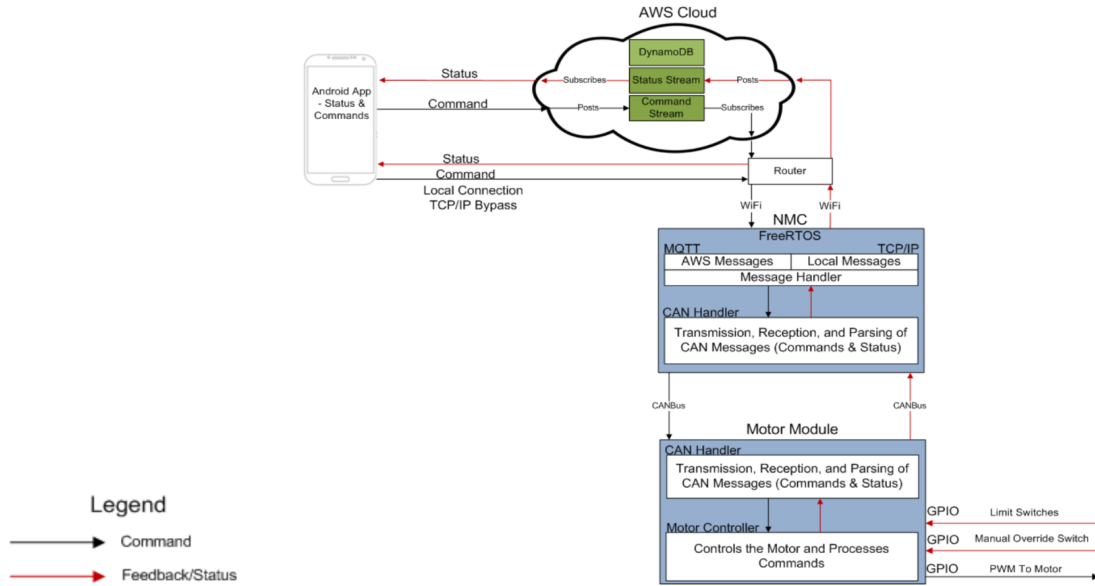 AWS Cloud
DynamoDB
Status
Subscribes
Status Stream
Posts
Android App
- Status &
Commands
Command
Posts
Command
Stream
Subscribes
Status
Command
Router
Local Connection
TCP/IP Bypass
WiFi
WiFi
NMC
FreeRTOS
MQTT
TCP/IP
AWS Messages
Local Messages
Message Handler
CAN Handler
Transmission, Reception, and Parsing of
CAN Messages (Commands & Status)
CANBus
CANBus
Motor Module
CAN Handler
Transmission, Reception, and Parsing of
CAN Messages (Commands & Status)
Motor Controller
Controls the Motor and Processes
Commands
GPIO
Limit Switches
GPIO
Manual Override Switch
GPIO
PWM To Motor
Legend
Command
Feedback/Status